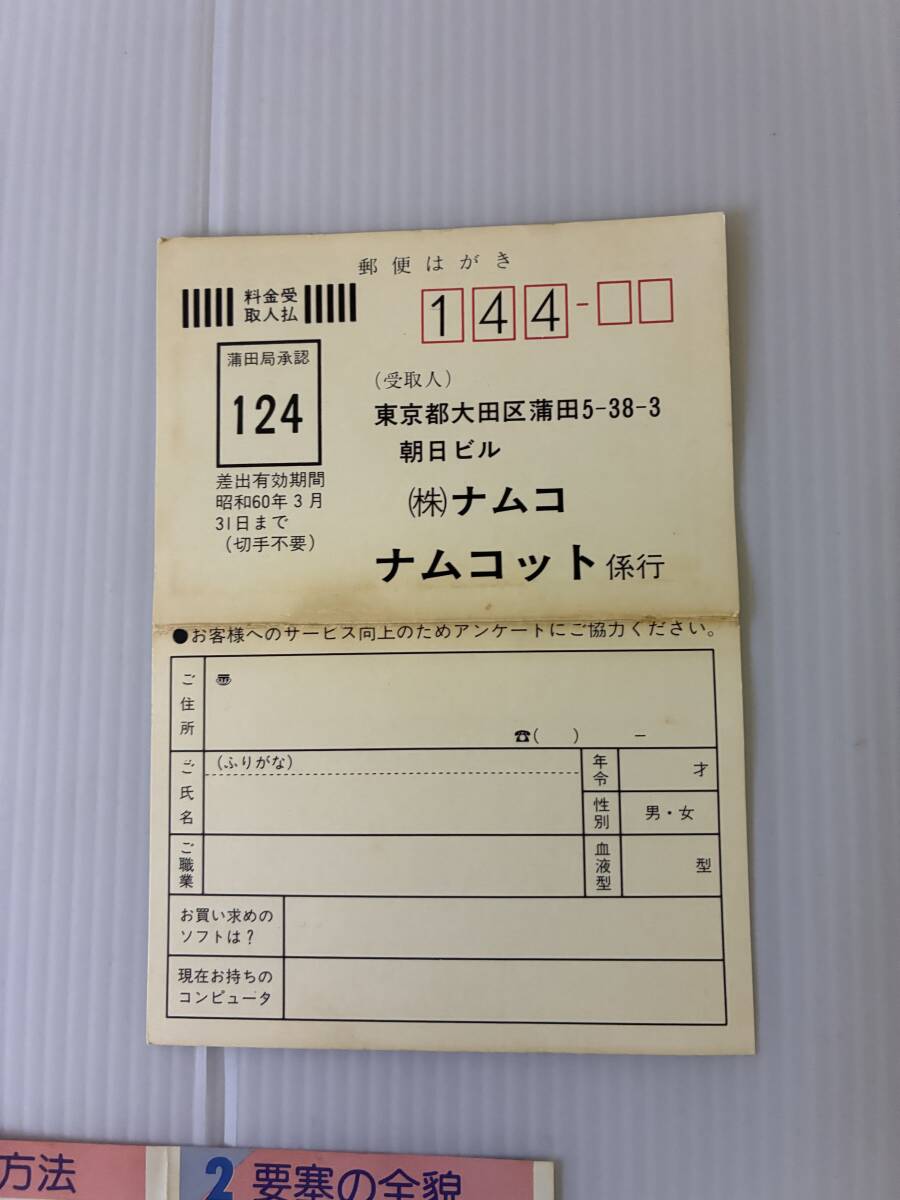 郵便はがき
料金受
取人払
144-
蒲田局承認
124
差出有効期間
昭和60年3月
31日まで
(切手不要)
(受取人)
東京都大田区蒲田5-38-3
朝日ビル
㈱ナムコ
ナムコット係行
●お客様へのサービス向上のためアンケートにご協力ください。
ご住所
〠
☎( ) −
ご氏名
(ふりがな)
年令
才
性別
男・女
ご職業
血液型
型
お買い求めの
ソフトは?
現在お持ちの
コンピュータ
方法
2 要塞の全貌